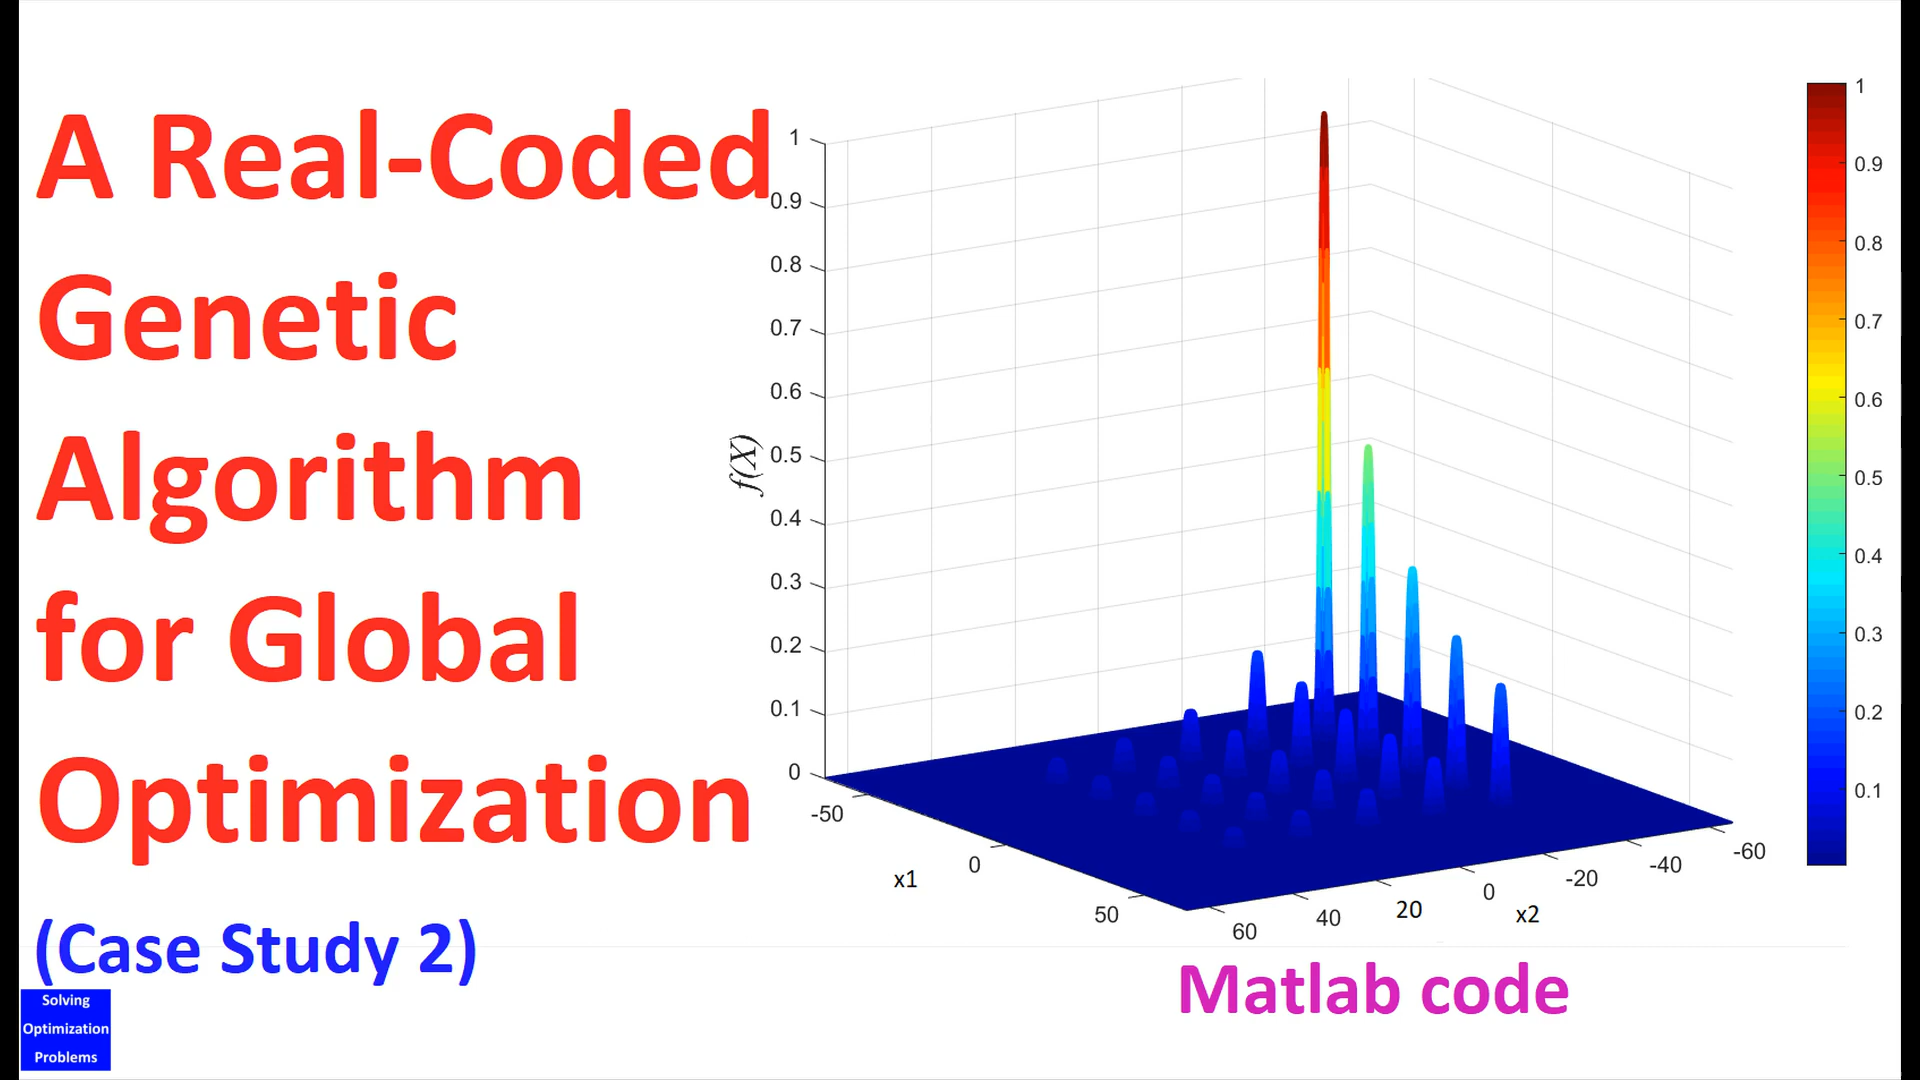 A Real-Coded
Genetic
Algorithm
for Global
Optimization
(Case Study 2)
Solving
Optimization
Problems
f(X)
1
0.9
0.8
0.7
0.6
0.5
0.4
0.3
0.2
0.1
0
-50
0
50
x1
60
40
20
0
-20
-40
-60
x2
1
0.9
0.8
0.7
0.6
0.5
0.4
0.3
0.2
0.1
Matlab code